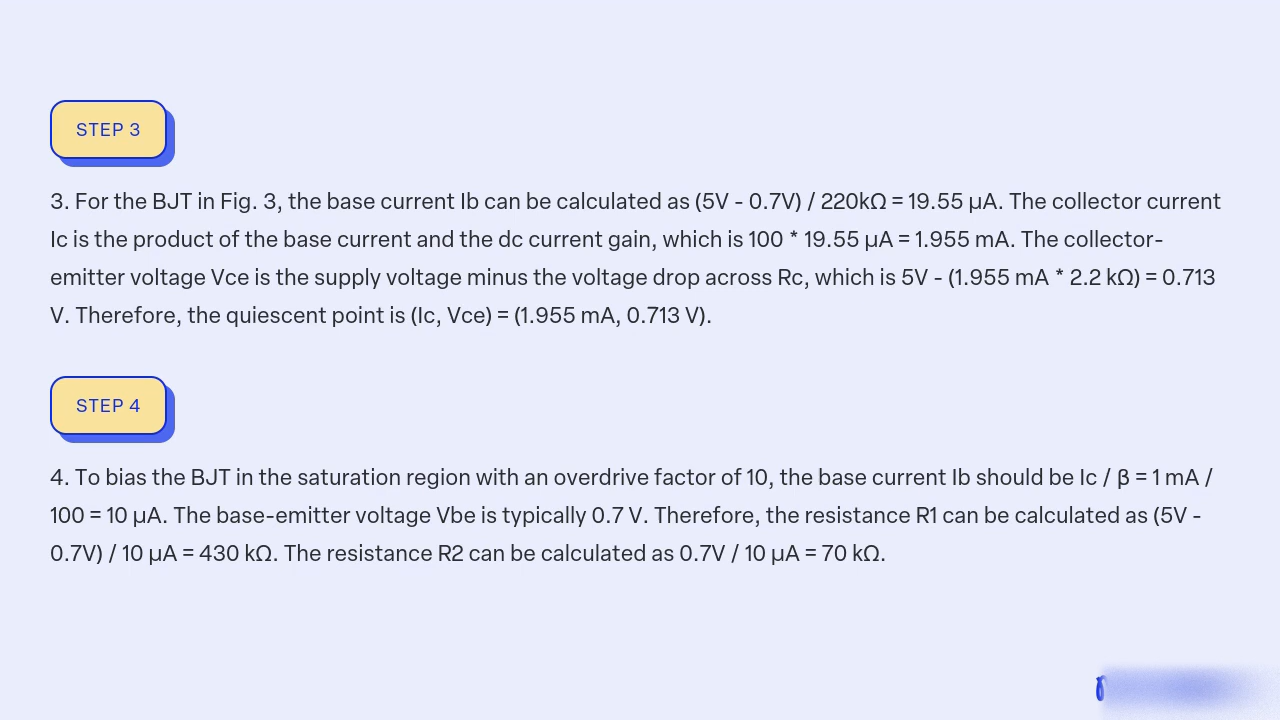 STEP 3
3. For the BJT in Fig. 3, the base current Ib can be calculated as (5V - 0.7V) / 220kΩ = 19.55 µA. The collector current
Ic is the product of the base current and the dc current gain, which is 100 * 19.55 µA = 1.955 mA. The collector-
emitter voltage Vce is the supply voltage minus the voltage drop across Rc, which is 5V - (1.955 mA * 2.2 kΩ) = 0.713
V. Therefore, the quiescent point is (Ic, Vce) = (1.955 mA, 0.713 V).
STEP 4
4. To bias the BJT in the saturation region with an overdrive factor of 10, the base current Ib should be Ic / β = 1 mA /
100 = 10 µA. The base-emitter voltage Vbe is typically 0.7 V. Therefore, the resistance R1 can be calculated as (5V -
0.7V) / 10 µA = 430 kΩ. The resistance R2 can be calculated as 0.7V / 10 µA = 70 kΩ.